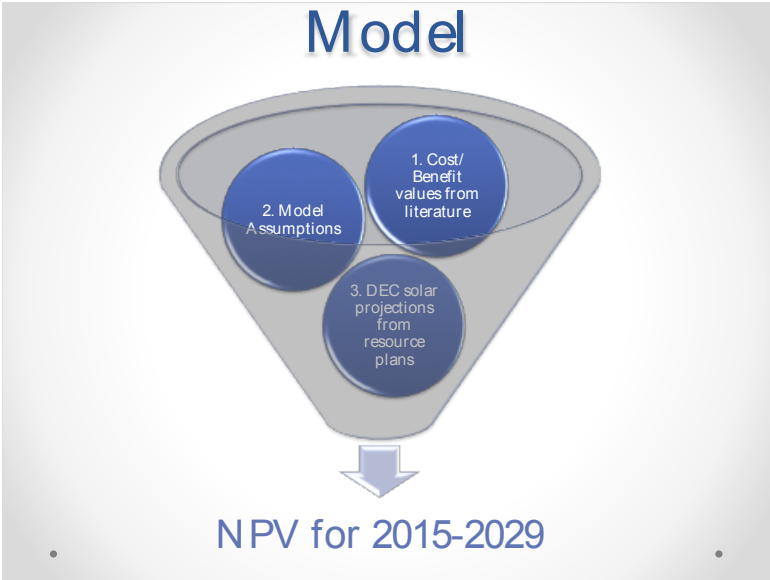 Model
1. Cost/
Benefit
values from
literature
2. Model
Assumptions
3. DEC solar
projections
from
resource
plans
NPV for 2015-2029